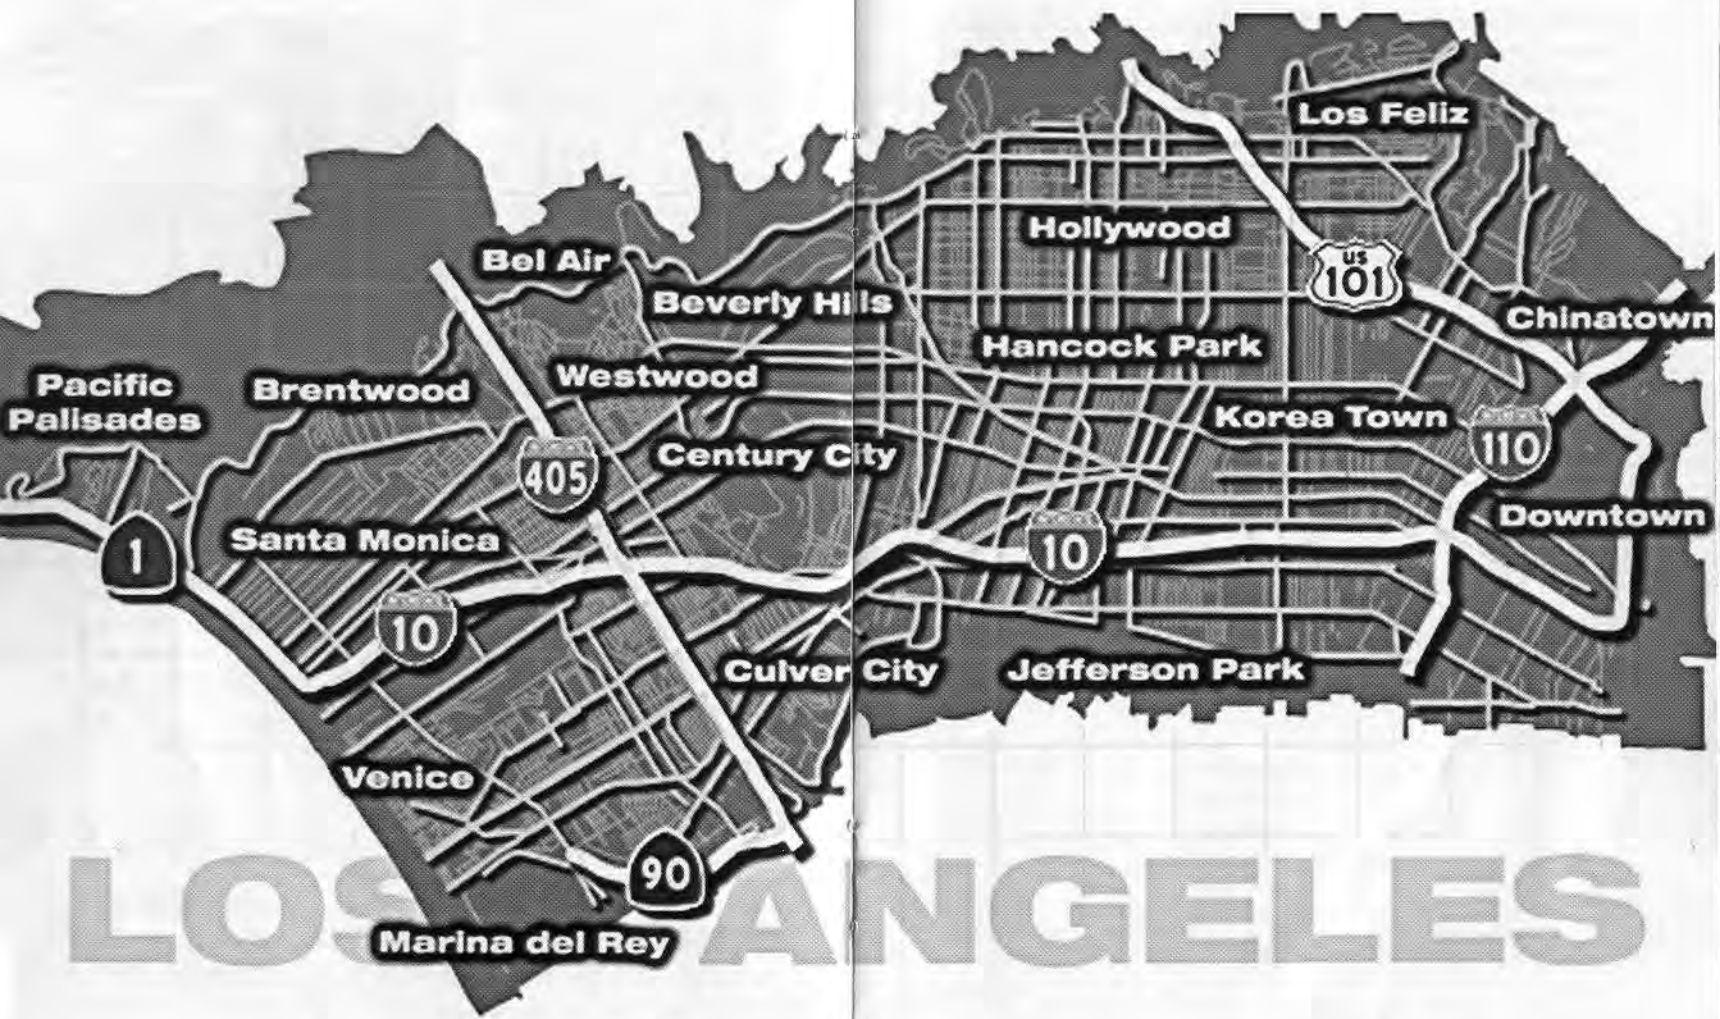 Los Feliz
Hollywood
Bel Air
US
101
Beverly Hills
Chinatown
Hancock Park
Pacific
Palisades
Brentwood
Westwood
Korea Town
110
Century City
405
Downtown
Santa Monica
1
10
10
Culver City
Jefferson Park
Venice
90
LOS ANGELES
Marina del Rey